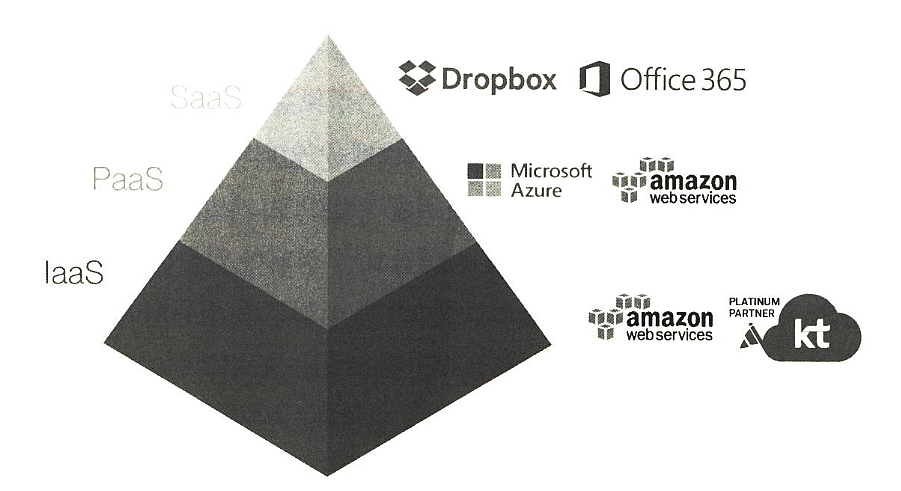 SaaS
Dropbox
Office 365
PaaS
Microsoft
Azure
amazon
web services
IaaS
amazon
web services
PLATINUM
PARTNER
kt